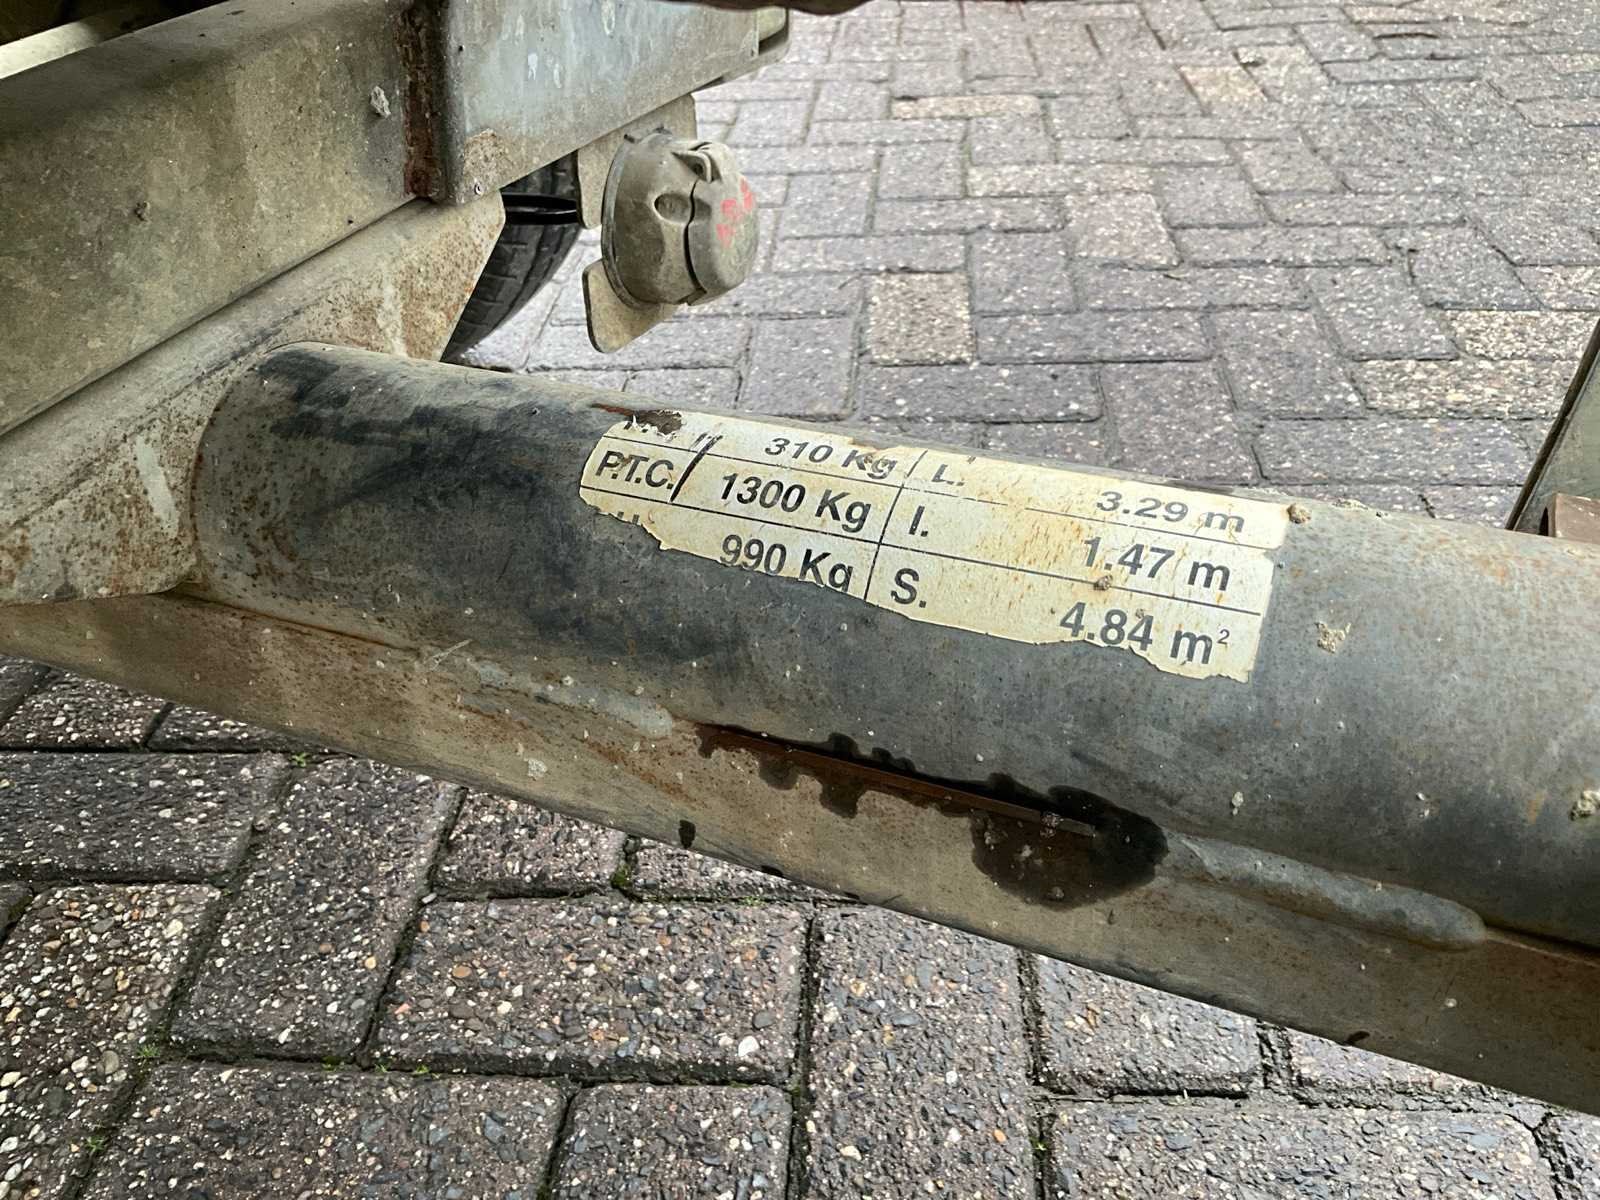 310 Kg L. 3.29 m
P.T.C. 1300 Kg l. 1.47 m
990 Kg S. 4.84 m²